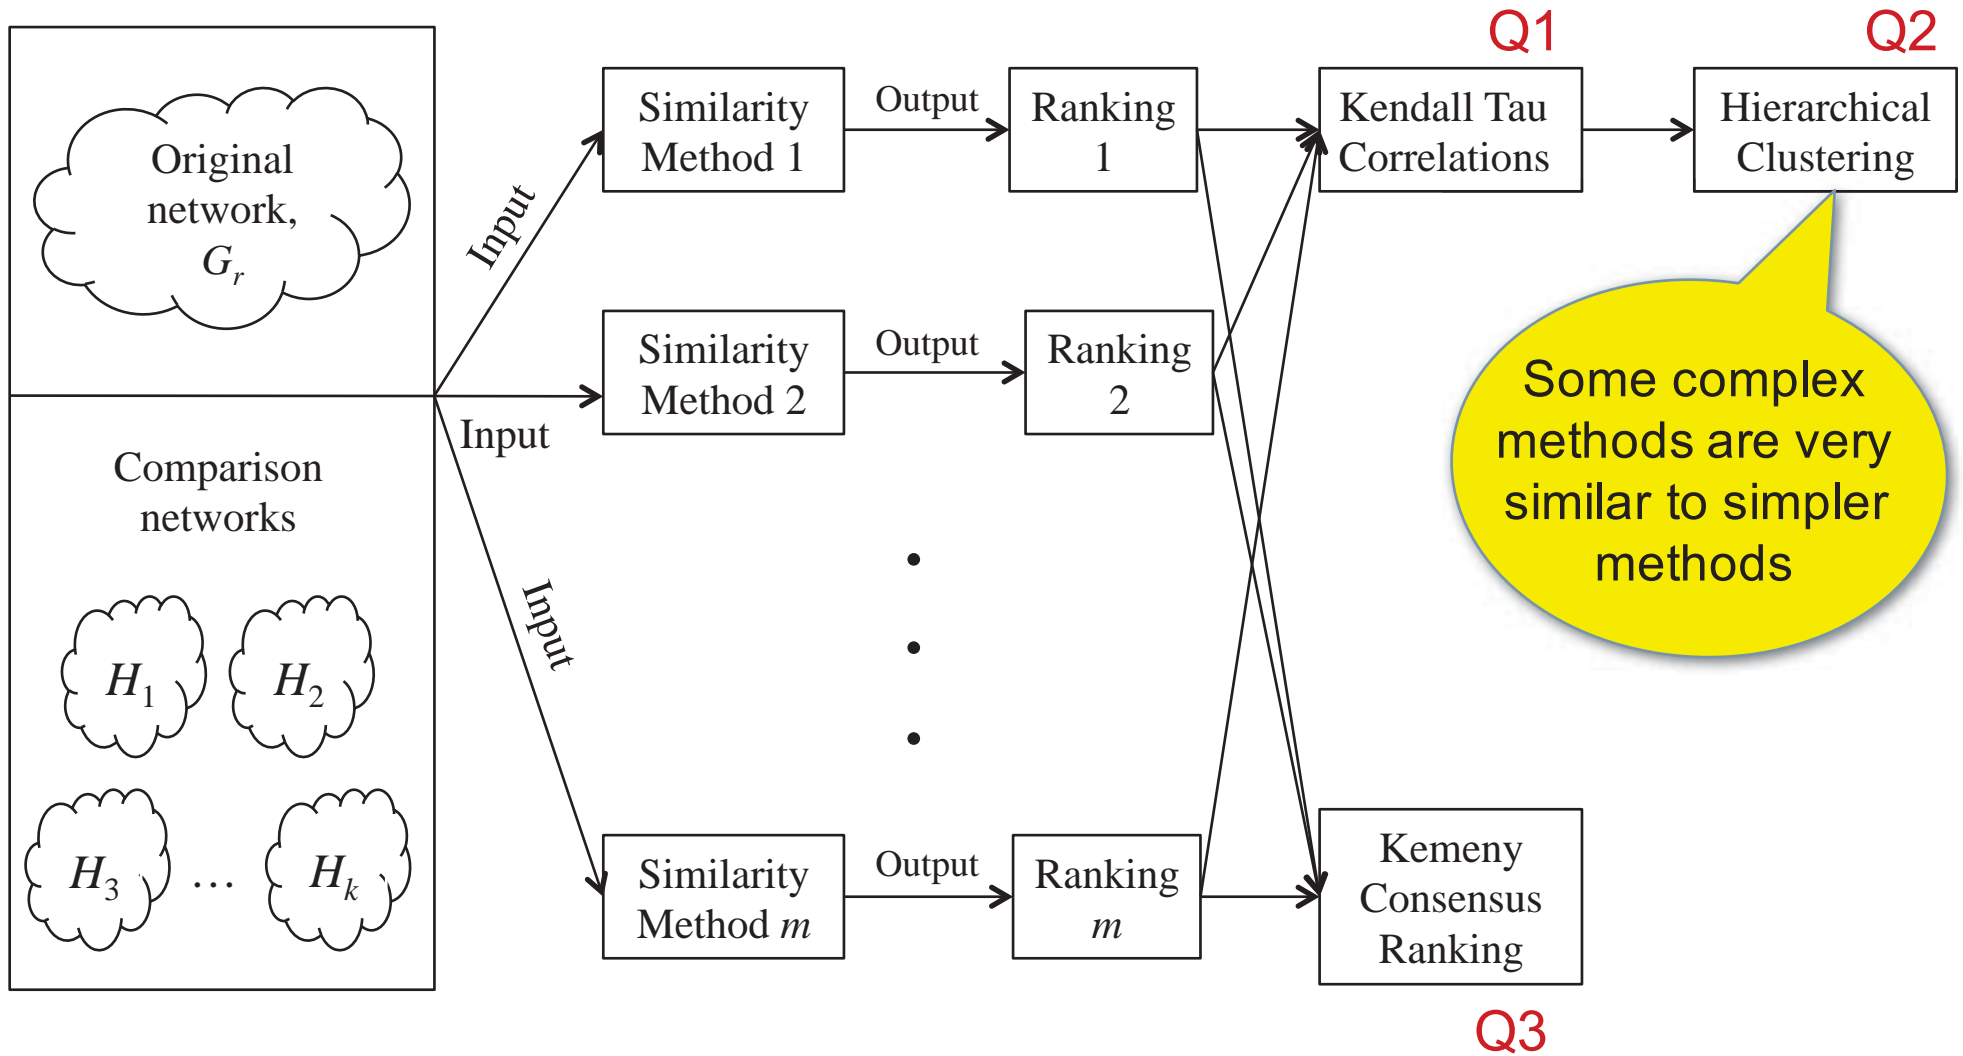 Q1
Q2
Original
network,
G_r
Comparison
networks
H_1
H_2
H_3
...
H_k
Input
Input
Input
Similarity
Method 1
Output
Ranking
1
Similarity
Method 2
Output
Ranking
2
Similarity
Method m
Output
Ranking
m
Kendall Tau
Correlations
Hierarchical
Clustering
Some complex
methods are very
similar to simpler
methods
Kemeny
Consensus
Ranking
Q3